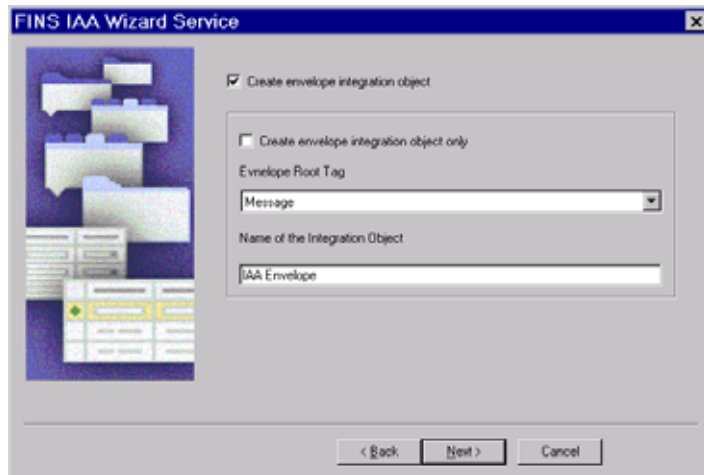 FINS IAA Wizard Service
Create envelope integration object
Create envelope integration object only
Evnelope Root Tag
Message
Name of the Integration Object
IAA Envelope
< Back
Next >
Cancel